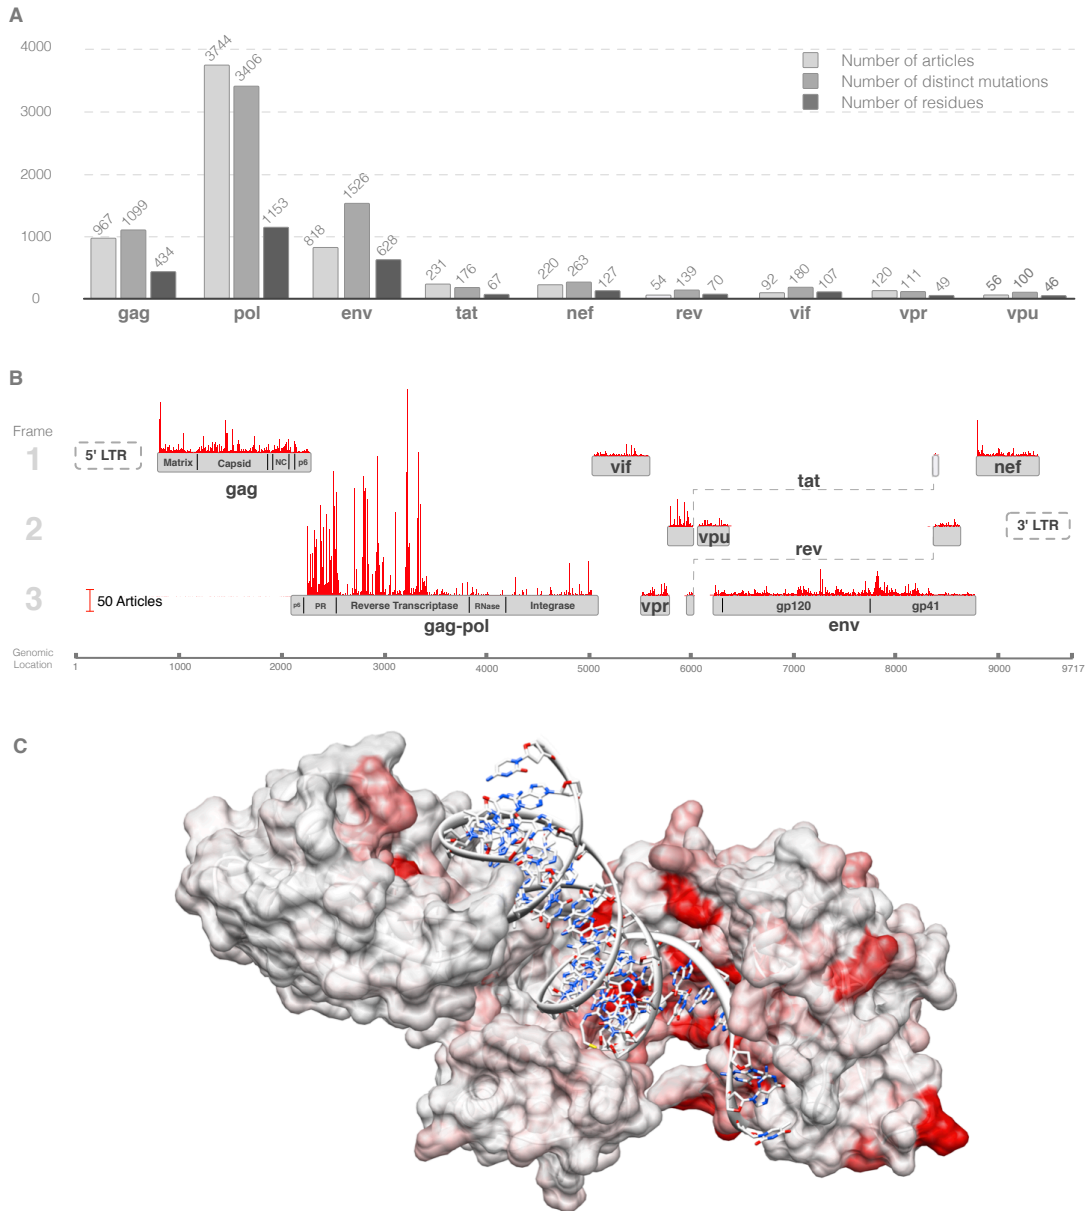 A
4000
3000
2000
1000
0
Number of articles
Number of distinct mutations
Number of residues
967 1099 434
3744 3406 1153
818 1526 628
231 176 67
220 263 127
54 139 70
92 180 107
120 111 49
56 100 46
gag pol env tat nef rev vif vpr vpu
B
Frame
1
5' LTR
Matrix Capsid NC p6
gag
vif
tat
nef
2
vpu
rev
3' LTR
3
50 Articles
p6 PR Reverse Transcriptase RNase Integrase
gag-pol
vpr
gp120 gp41
env
Genomic
Location
1 1000 2000 3000 4000 5000 6000 7000 8000 9000 9717
C